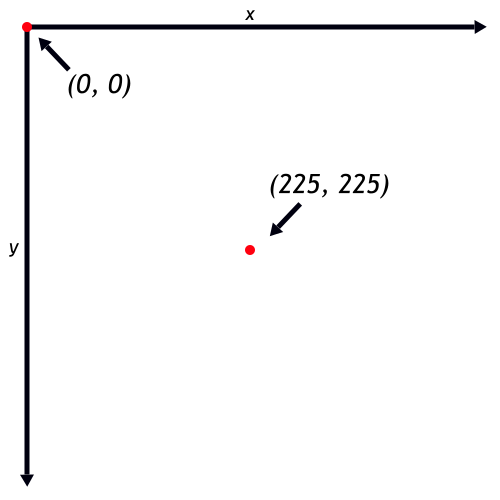 x
(0, 0)
(225, 225)
y